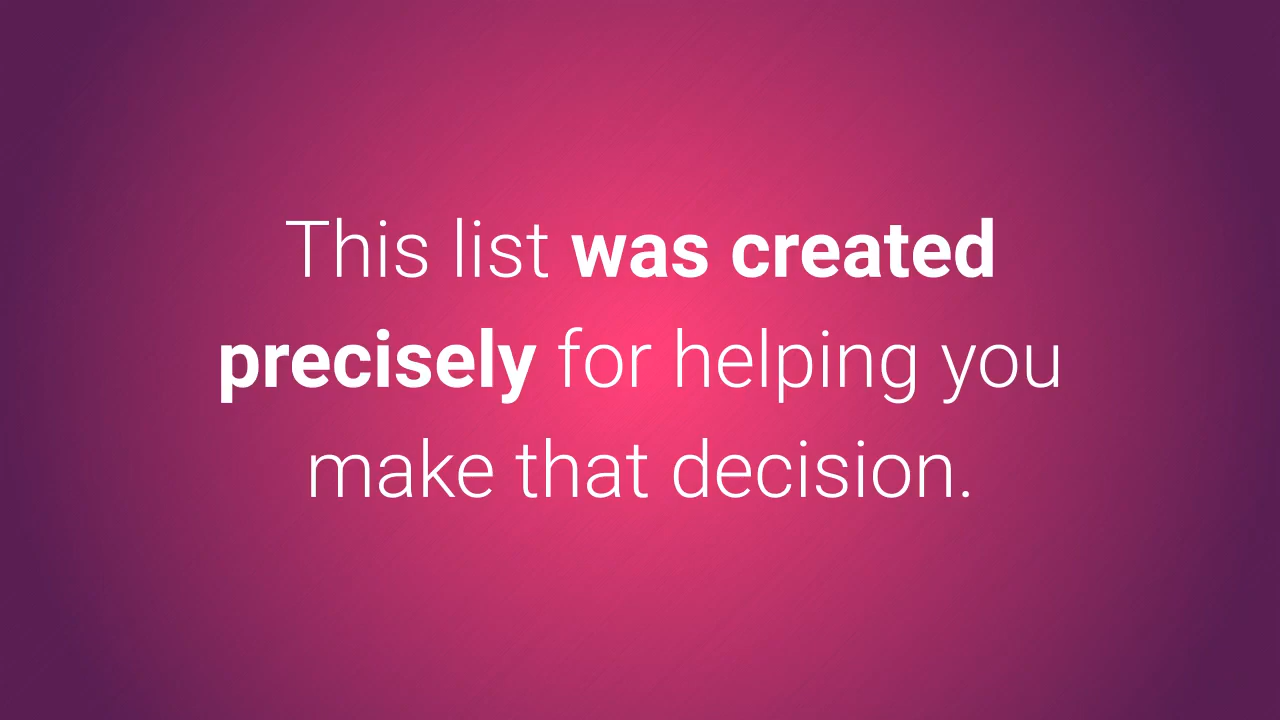 This list was created
precisely for helping you
make that decision.